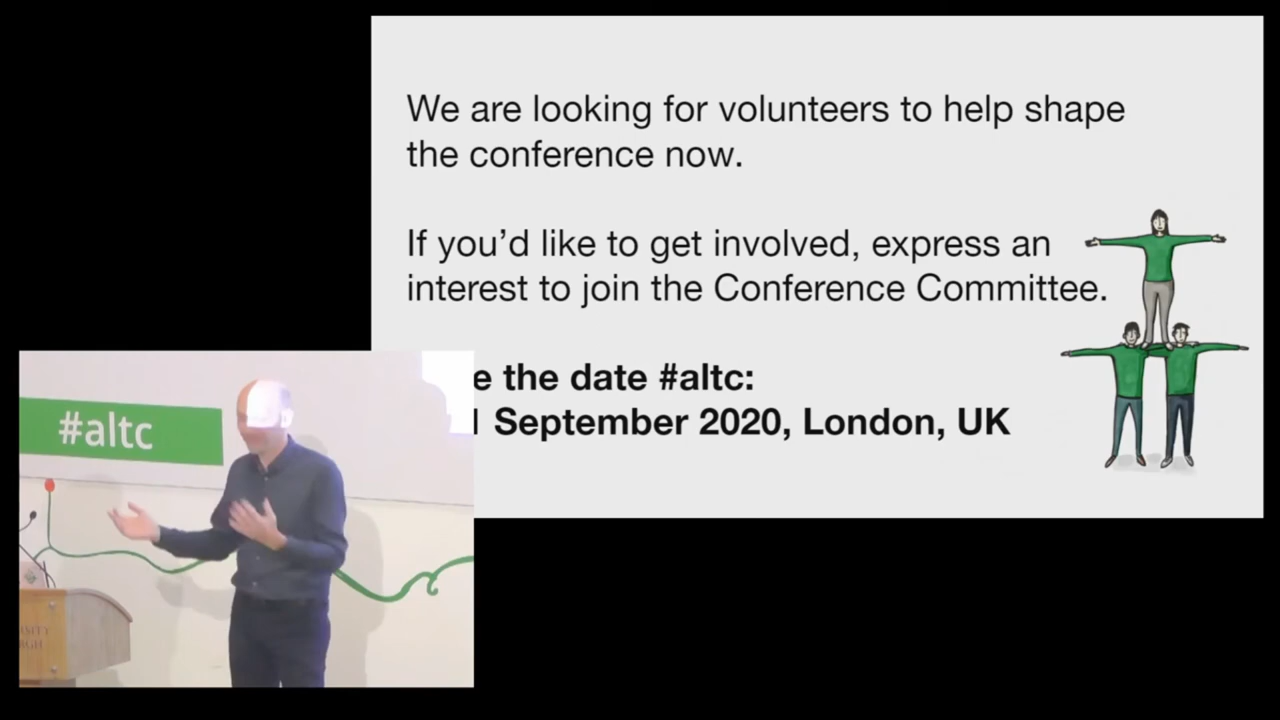 We are looking for volunteers to help shape
the conference now.
If you’d like to get involved, express an
interest to join the Conference Committee.
the date #altc:
September 2020, London, UK
#altc